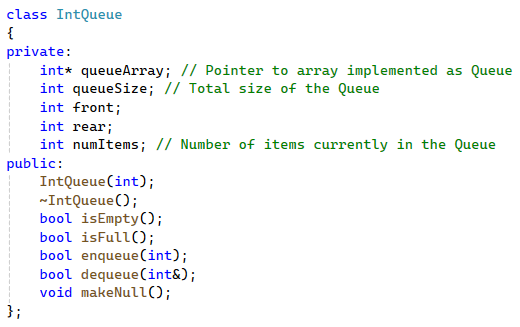 class IntQueue
{
private:
    int* queueArray; // Pointer to array implemented as Queue
    int queueSize; // Total size of the Queue
    int front;
    int rear;
    int numItems; // Number of items currently in the Queue
public:
    IntQueue(int);
    ~IntQueue();
    bool isEmpty();
    bool isFull();
    bool enqueue(int);
    bool dequeue(int&);
    void makeNull();
};